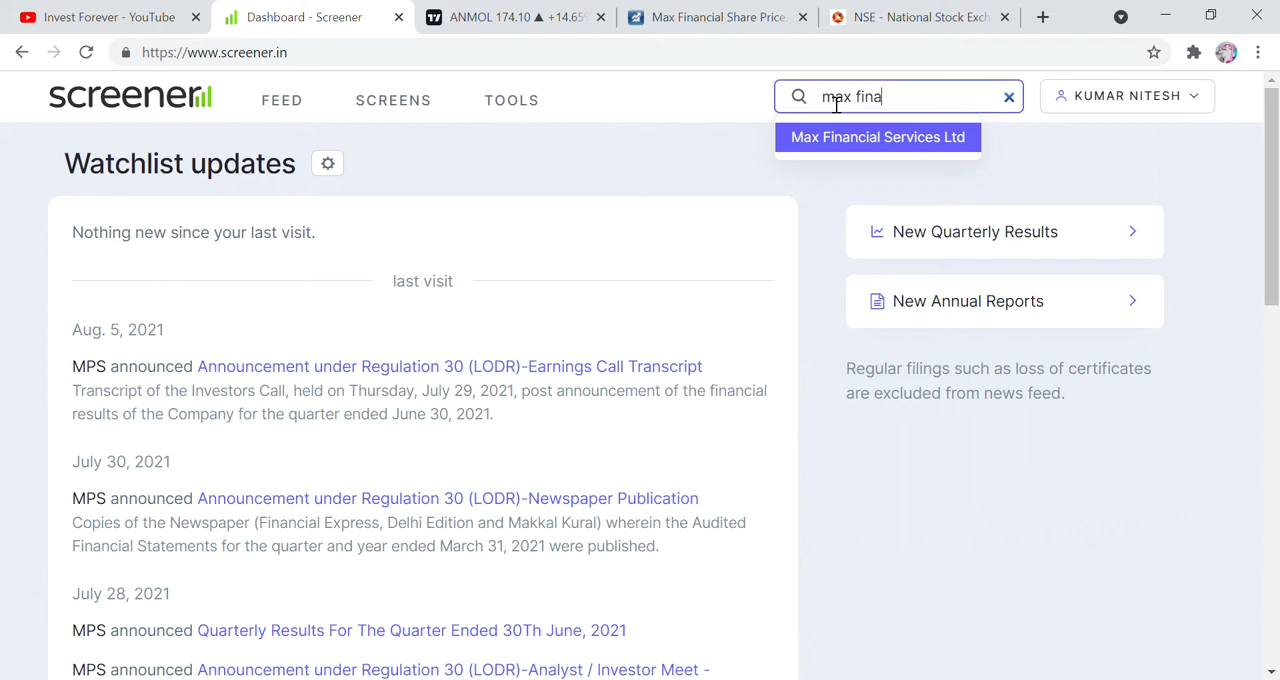 Invest Forever - YouTube
Dashboard - Screener
ANMOL 174.10 ▲ +14.65%
Max Financial Share Price,
NSE - National Stock Exch
https://www.screener.in
screener
FEED
SCREENS
TOOLS
max fina
KUMAR NITESH
Max Financial Services Ltd
Watchlist updates
Nothing new since your last visit.
last visit
Aug. 5, 2021
MPS announced Announcement under Regulation 30 (LODR)-Earnings Call Transcript
Transcript of the Investors Call, held on Thursday, July 29, 2021, post announcement of the financial
results of the Company for the quarter ended June 30, 2021.
July 30, 2021
MPS announced Announcement under Regulation 30 (LODR)-Newspaper Publication
Copies of the Newspaper (Financial Express, Delhi Edition and Makkal Kural) wherein the Audited
Financial Statements for the quarter and year ended March 31, 2021 were published.
July 28, 2021
MPS announced Quarterly Results For The Quarter Ended 30Th June, 2021
MPS announced Announcement under Regulation 30 (LODR)-Analyst / Investor Meet -
New Quarterly Results
New Annual Reports
Regular filings such as loss of certificates
are excluded from news feed.